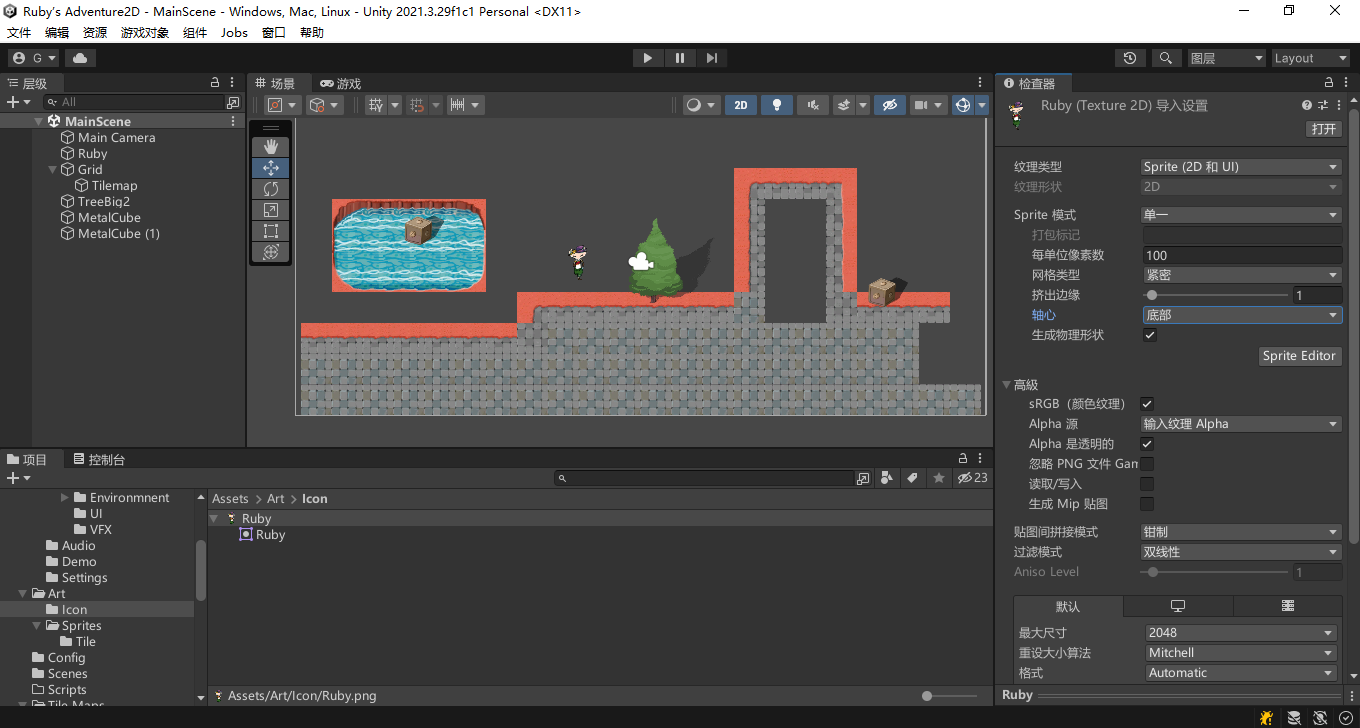 Ruby's Adventure2D - MainScene - Windows, Mac, Linux - Unity 2021.3.29f1c1 Personal <DX11>
文件 编辑 资源 游戏对象 组件 Jobs 窗口 帮助
G
图层
Layout
层级
All
MainScene
Main Camera
Ruby
Grid
Tilemap
TreeBig2
MetalCube
MetalCube (1)
场景 游戏
2D
检查器
Ruby (Texture 2D) 导入设置
打开
纹理类型 Sprite (2D 和 UI)
纹理形状 2D
Sprite 模式 单一
打包标记
每单位像素数 100
网格类型 紧密
挤出边缘 1
轴心 底部
生成物理形状
Sprite Editor
高级
sRGB（颜色纹理）
Alpha 源 输入纹理 Alpha
Alpha 是透明的
忽略 PNG 文件 Gam
读取/写入
生成 Mip 贴图
贴图间拼接模式 钳制
过滤模式 双线性
Aniso Level 1
默认
最大尺寸 2048
重设大小算法 Mitchell
格式 Automatic
Ruby
项目 控制台
23
Environmnent
UI
VFX
Audio
Demo
Settings
Art
Icon
Sprites
Tile
Config
Scenes
Scripts
Tile Maps
Assets > Art > Icon
Ruby
Ruby
Assets/Art/Icon/Ruby.png